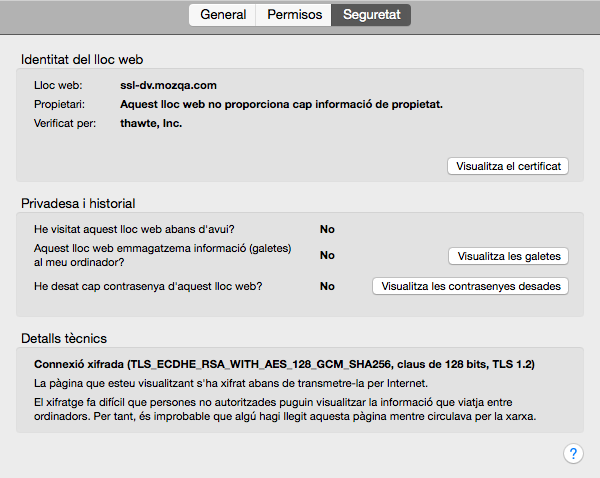 General Permisos Seguretat
Identitat del lloc web
Lloc web: ssl-dv.mozqa.com
Propietari: Aquest lloc web no proporciona cap informació de propietat.
Verificat per: thawte, Inc.
Visualitza el certificat
Privadesa i historial
He visitat aquest lloc web abans d'avui? No
Aquest lloc web emmagatzema informació (galetes)
al meu ordinador? No Visualitza les galetes
He desat cap contrasenya d'aquest lloc web? No Visualitza les contrasenyes desades
Detalls tècnics
Connexió xifrada (TLS_ECDHE_RSA_WITH_AES_128_GCM_SHA256, claus de 128 bits, TLS 1.2)
La pàgina que esteu visualitzant s'ha xifrat abans de transmetre-la per Internet.
El xifratge fa difícil que persones no autoritzades puguin visualitzar la informació que viatja entre
ordinadors. Per tant, és improbable que algú hagi llegit aquesta pàgina mentre circulava per la xarxa.
?